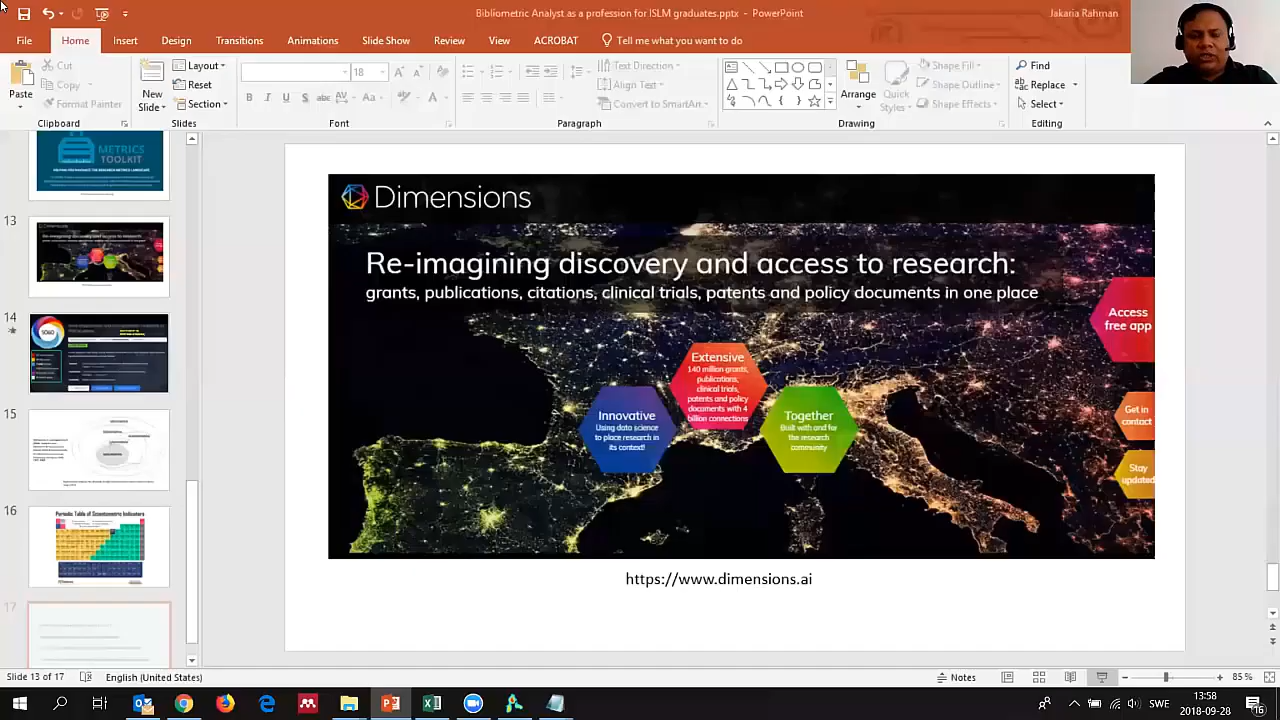 Bibliometric Analyst as a profession for ISLM graduates.pptx - PowerPoint
Jakaria Rahman
File Home Insert Design Transitions Animations Slide Show Review View ACROBAT Tell me what you want to do
Paste
Cut
Copy
Format Painter
Clipboard
New Slide
Layout
Reset
Section
Slides
18
Font
Text Direction
Align Text
Convert to SmartArt
Paragraph
Arrange
Quick Styles
Shape Fill
Shape Outline
Shape Effects
Drawing
Find
Replace
Select
Editing
METRICS
TOOLKIT
13
14
15
16
Periodic Table of Scientometric Indicators
17
Dimensions
Re-imagining discovery and access to research:
grants, publications, citations, clinical trials, patents and policy documents in one place
Access
free app
Extensive
140 million grants,
publications,
clinical trials,
patents and policy
documents with 4
billion connections
Innovative
Using data science
to place research in
its context!
Together
Built with and for
the research
community
Get in
contact
Stay
updated
https://www.dimensions.ai
Slide 13 of 17 English (United States) Notes 85 %
SWE
13:58
2018-09-28